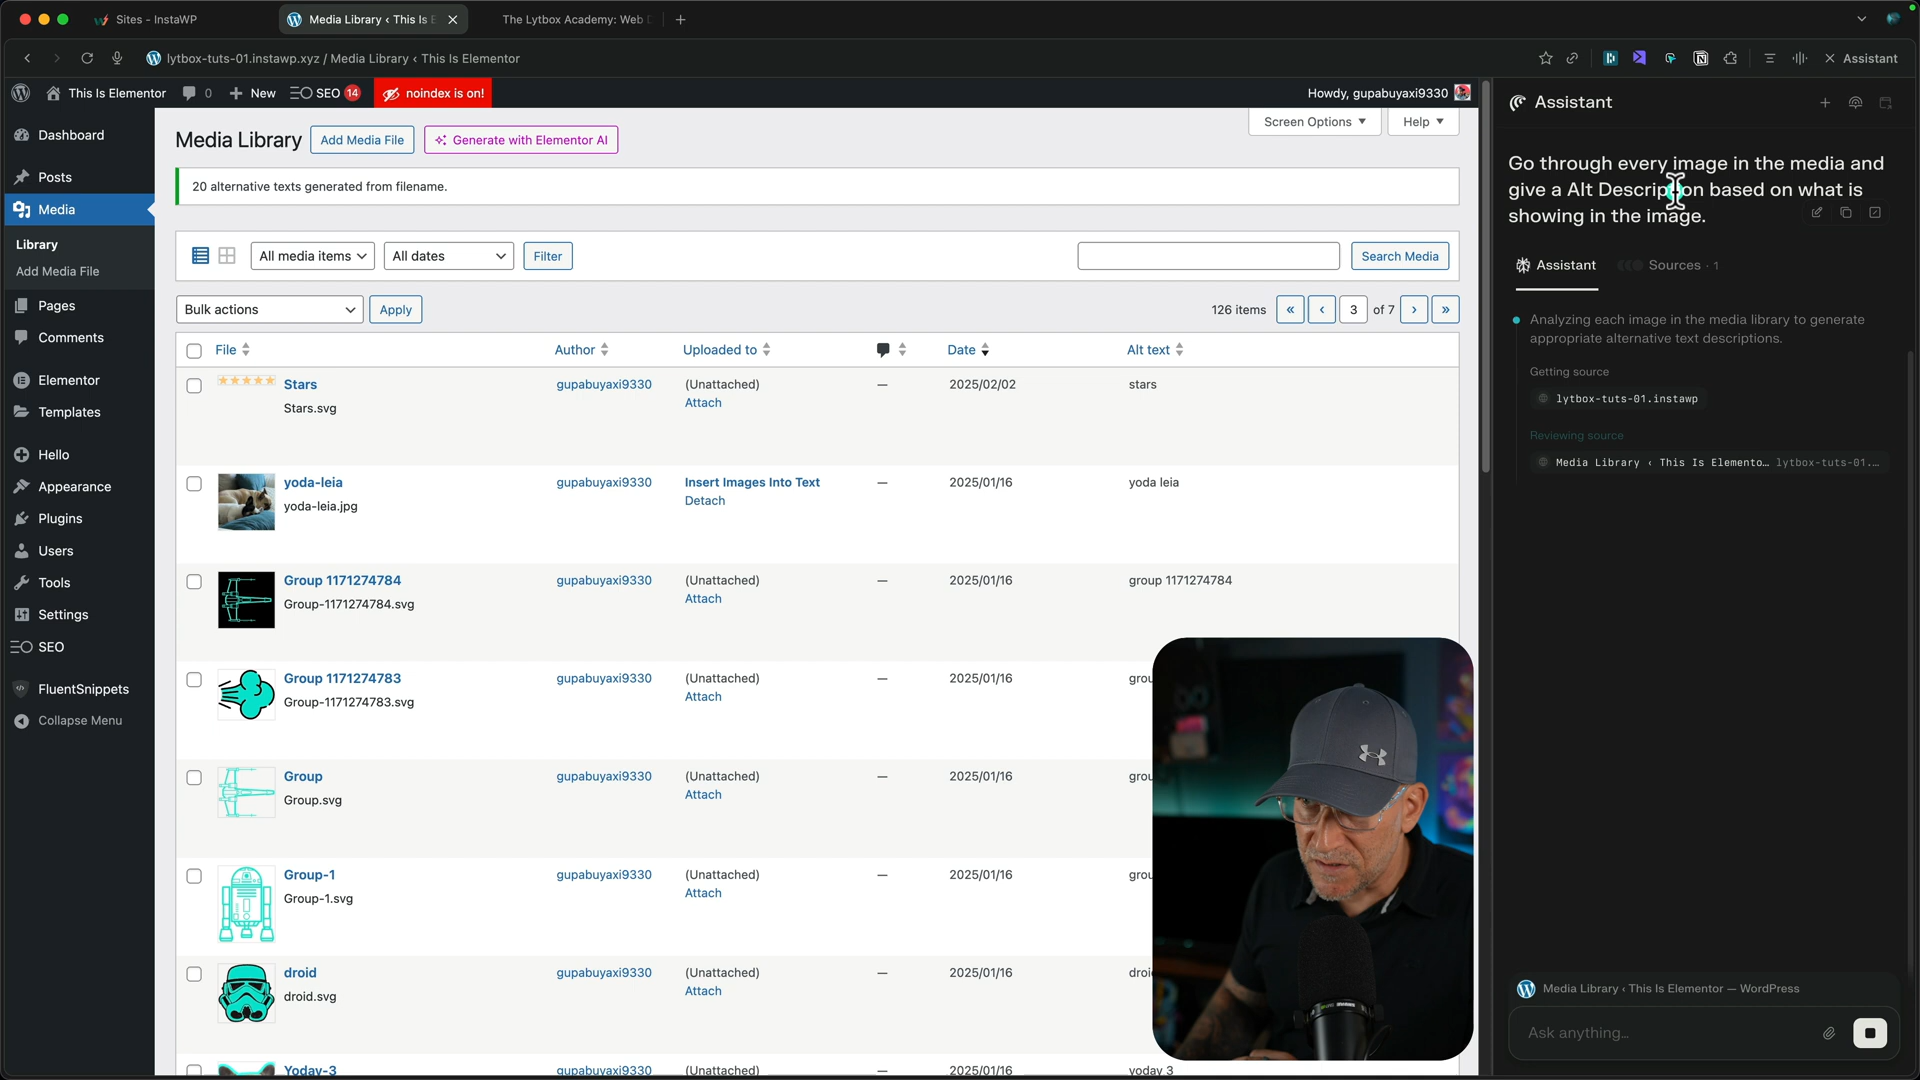 Sites - InstaWP
Media Library ‹ This Is E
The Lytbox Academy: Web D
lytbox-tuts-01.instawp.xyz / Media Library ‹ This Is Elementor
Assistant
This Is Elementor
0
New
SEO 14
noindex is on!
Howdy, gupabuyaxi9330
Dashboard
Posts
Media
Library
Add Media File
Pages
Comments
Elementor
Templates
Hello
Appearance
Plugins
Users
Tools
Settings
SEO
FluentSnippets
Collapse Menu
Screen Options
Help
Media Library
Add Media File
Generate with Elementor AI
20 alternative texts generated from filename.
All media items
All dates
Filter
Search Media
Bulk actions
Apply
126 items « ‹ 3 of 7 › »
File
Author
Uploaded to
Date
Alt text
Stars
Stars.svg
gupabuyaxi9330
(Unattached)
Attach
—
2025/02/02
stars
yoda-leia
yoda-leia.jpg
gupabuyaxi9330
Insert Images Into Text
Detach
—
2025/01/16
yoda leia
Group 1171274784
Group-1171274784.svg
gupabuyaxi9330
(Unattached)
Attach
—
2025/01/16
group 1171274784
Group 1171274783
Group-1171274783.svg
gupabuyaxi9330
(Unattached)
Attach
—
2025/01/16
grou
Group
Group.svg
gupabuyaxi9330
(Unattached)
Attach
—
2025/01/16
grou
Group-1
Group-1.svg
gupabuyaxi9330
(Unattached)
Attach
—
2025/01/16
grou
droid
droid.svg
gupabuyaxi9330
(Unattached)
Attach
—
2025/01/16
droi
Yoday-3
gupabuyaxi9330
(Unattached)
—
2025/01/16
yoday 3
Assistant
Go through every image in the media and
give a Alt Description based on what is
showing in the image.
Assistant
Sources · 1
Analyzing each image in the media library to generate
appropriate alternative text descriptions.
Getting source
lytbox-tuts-01.instawp
Reviewing source
Media Library ‹ This Is Elemento… lytbox-tuts-01.…
Media Library ‹ This Is Elementor — WordPress
Ask anything…